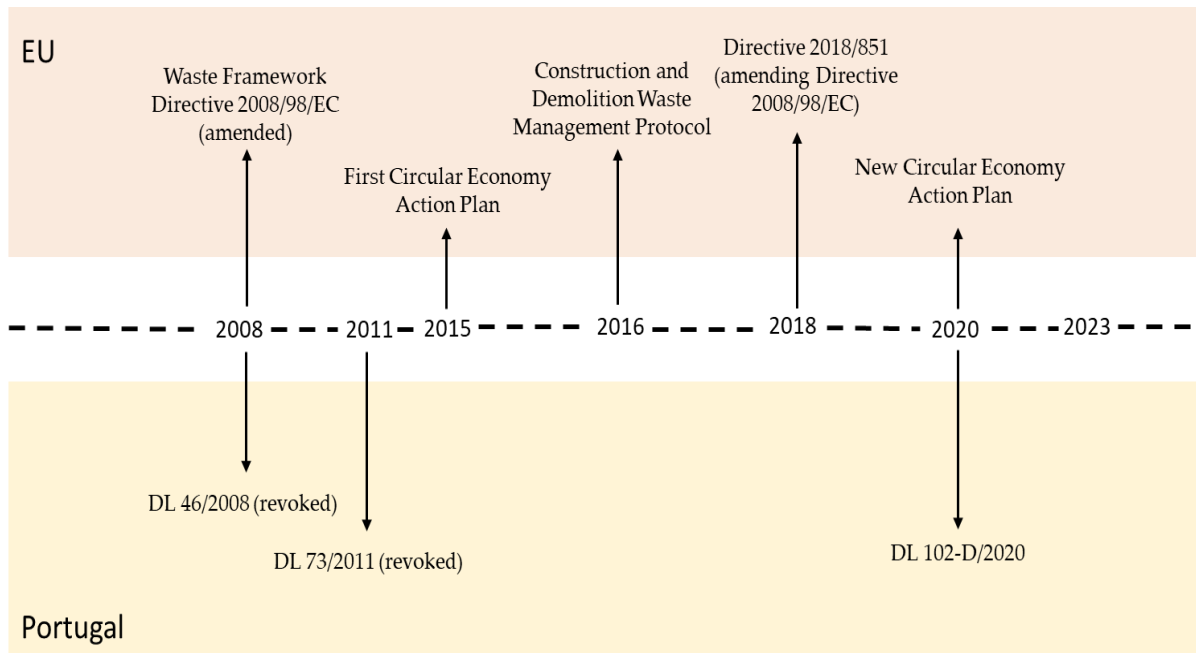 EU
Waste Framework
Directive 2008/98/EC
(amended)
First Circular Economy
Action Plan
Construction and
Demolition Waste
Management Protocol
Directive 2018/851
(amending Directive
2008/98/EC)
New Circular Economy
Action Plan
2008
2011
2015
2016
2018
2020
2023
DL 46/2008 (revoked)
DL 73/2011 (revoked)
DL 102-D/2020
Portugal